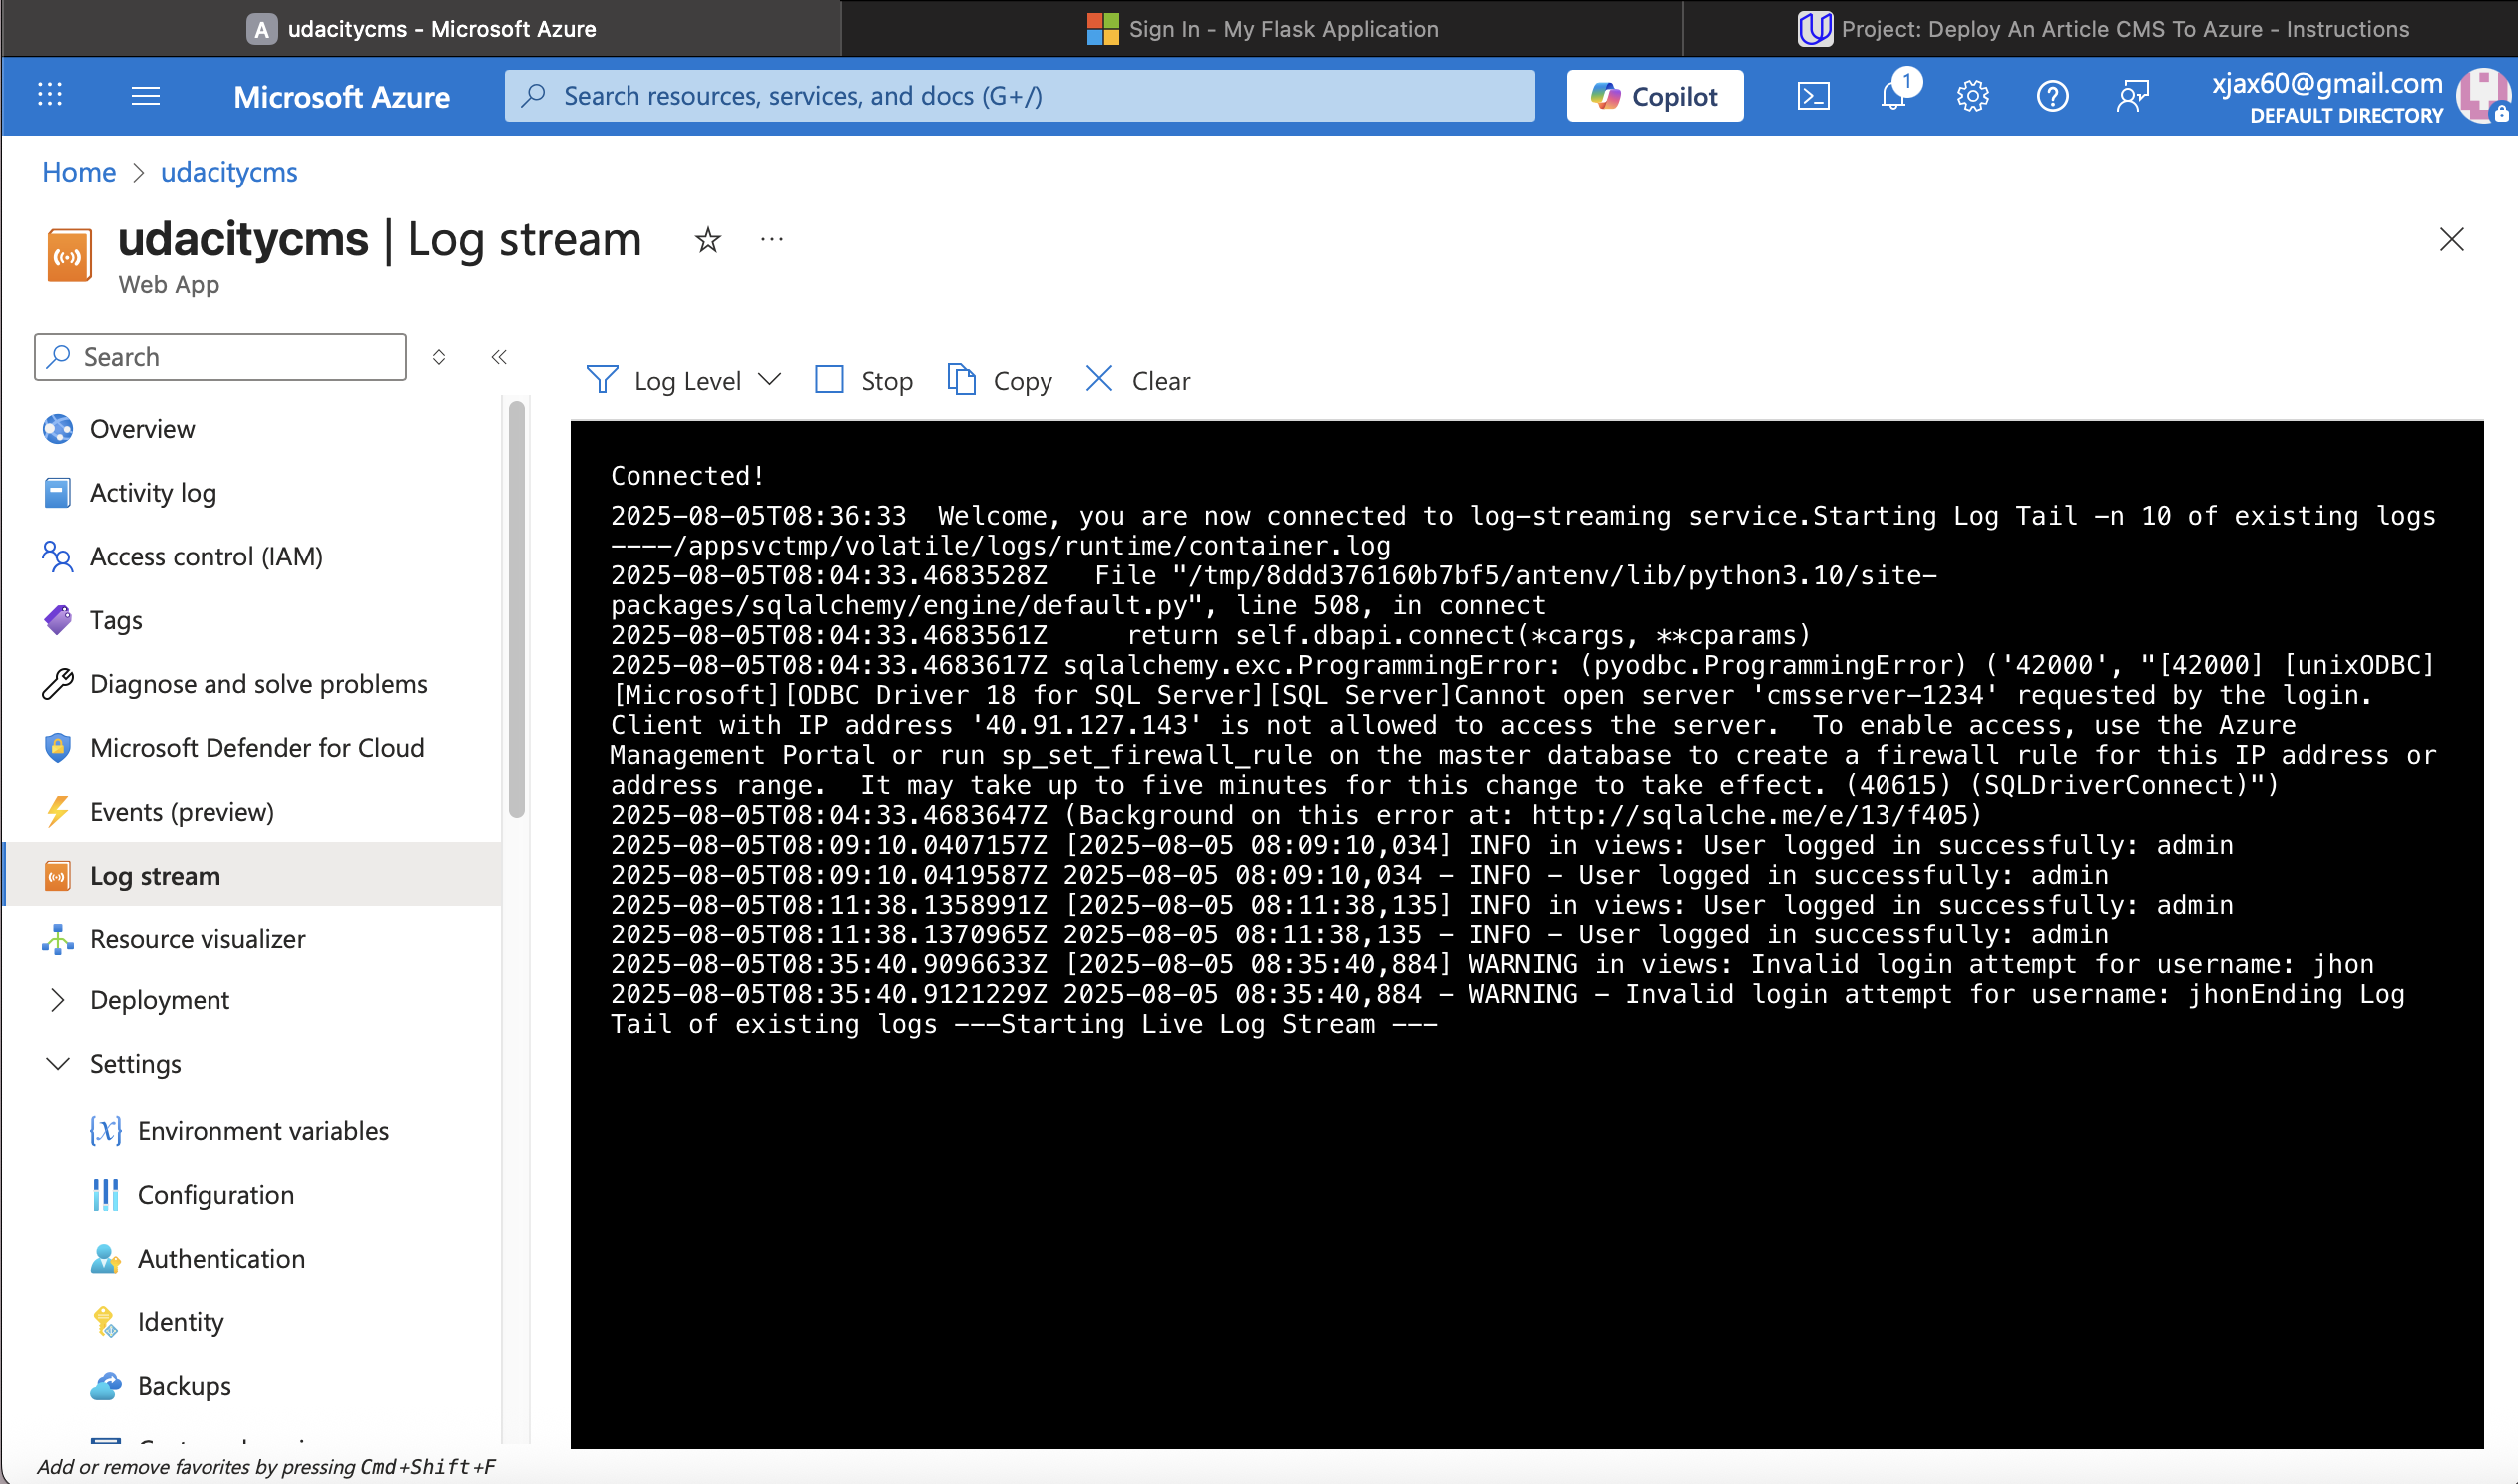 A udacitycms - Microsoft Azure
Sign In - My Flask Application
Project: Deploy An Article CMS To Azure - Instructions
Microsoft Azure
Search resources, services, and docs (G+/)
Copilot
1
xjax60@gmail.com
DEFAULT DIRECTORY
Home > udacitycms
udacitycms | Log stream
Web App
Search
Log Level
Stop
Copy
Clear
Overview
Activity log
Access control (IAM)
Tags
Diagnose and solve problems
Microsoft Defender for Cloud
Events (preview)
Log stream
Resource visualizer
Deployment
Settings
Environment variables
Configuration
Authentication
Identity
Backups
Add or remove favorites by pressing Cmd+Shift+F
Connected!
2025-08-05T08:36:33  Welcome, you are now connected to log-streaming service.Starting Log Tail -n 10 of existing logs
----/appsvctmp/volatile/logs/runtime/container.log
2025-08-05T08:04:33.4683528Z   File "/tmp/8ddd376160b7bf5/antenv/lib/python3.10/site-
packages/sqlalchemy/engine/default.py", line 508, in connect
2025-08-05T08:04:33.4683561Z     return self.dbapi.connect(*cargs, **cparams)
2025-08-05T08:04:33.4683617Z sqlalchemy.exc.ProgrammingError: (pyodbc.ProgrammingError) ('42000', "[42000] [unixODBC]
[Microsoft][ODBC Driver 18 for SQL Server][SQL Server]Cannot open server 'cmsserver-1234' requested by the login.
Client with IP address '40.91.127.143' is not allowed to access the server.  To enable access, use the Azure
Management Portal or run sp_set_firewall_rule on the master database to create a firewall rule for this IP address or
address range.  It may take up to five minutes for this change to take effect. (40615) (SQLDriverConnect)")
2025-08-05T08:04:33.4683647Z (Background on this error at: http://sqlalche.me/e/13/f405)
2025-08-05T08:09:10.0407157Z [2025-08-05 08:09:10,034] INFO in views: User logged in successfully: admin
2025-08-05T08:09:10.0419587Z 2025-08-05 08:09:10,034 - INFO - User logged in successfully: admin
2025-08-05T08:11:38.1358991Z [2025-08-05 08:11:38,135] INFO in views: User logged in successfully: admin
2025-08-05T08:11:38.1370965Z 2025-08-05 08:11:38,135 - INFO - User logged in successfully: admin
2025-08-05T08:35:40.9096633Z [2025-08-05 08:35:40,884] WARNING in views: Invalid login attempt for username: jhon
2025-08-05T08:35:40.9121229Z 2025-08-05 08:35:40,884 - WARNING - Invalid login attempt for username: jhonEnding Log
Tail of existing logs ---Starting Live Log Stream ---